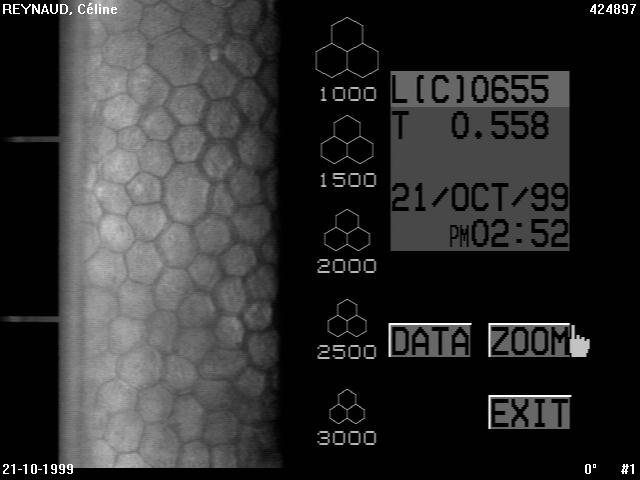 REYNAUD, Céline
424897
1000
L[C]0655
T 0.558
1500
21/OCT/99
PM02:52
2000
2500
DATA ZOOM
EXIT
3000
21-10-1999
0° #1